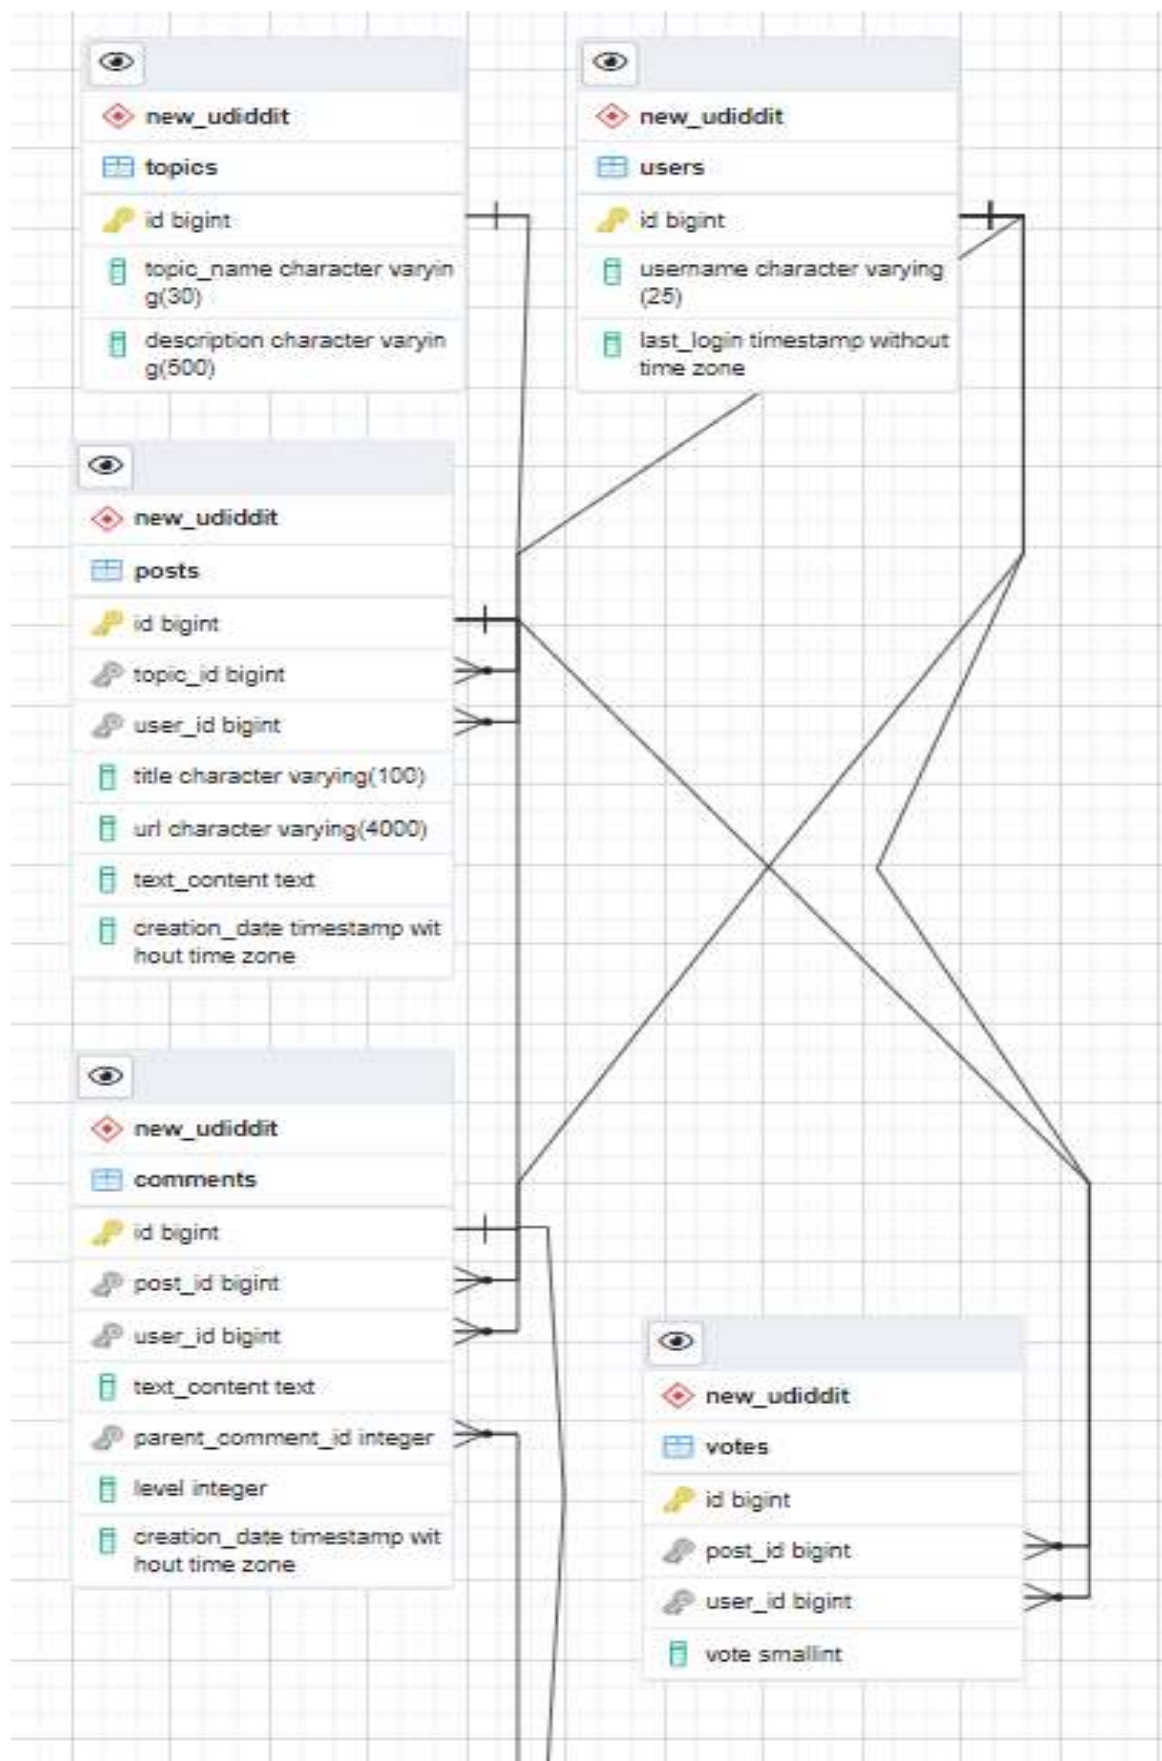 new_udiddit
topics
id bigint
topic_name character varyin
g(30)
description character varyin
g(500)
new_udiddit
users
id bigint
username character varying
(25)
last_login timestamp without
time zone
new_udiddit
posts
id bigint
topic_id bigint
user_id bigint
title character varying(100)
url character varying(4000)
text_content text
creation_date timestamp wit
hout time zone
new_udiddit
comments
id bigint
post_id bigint
user_id bigint
text_content text
parent_comment_id integer
level integer
creation_date timestamp wit
hout time zone
new_udiddit
votes
id bigint
post_id bigint
user_id bigint
vote smallint